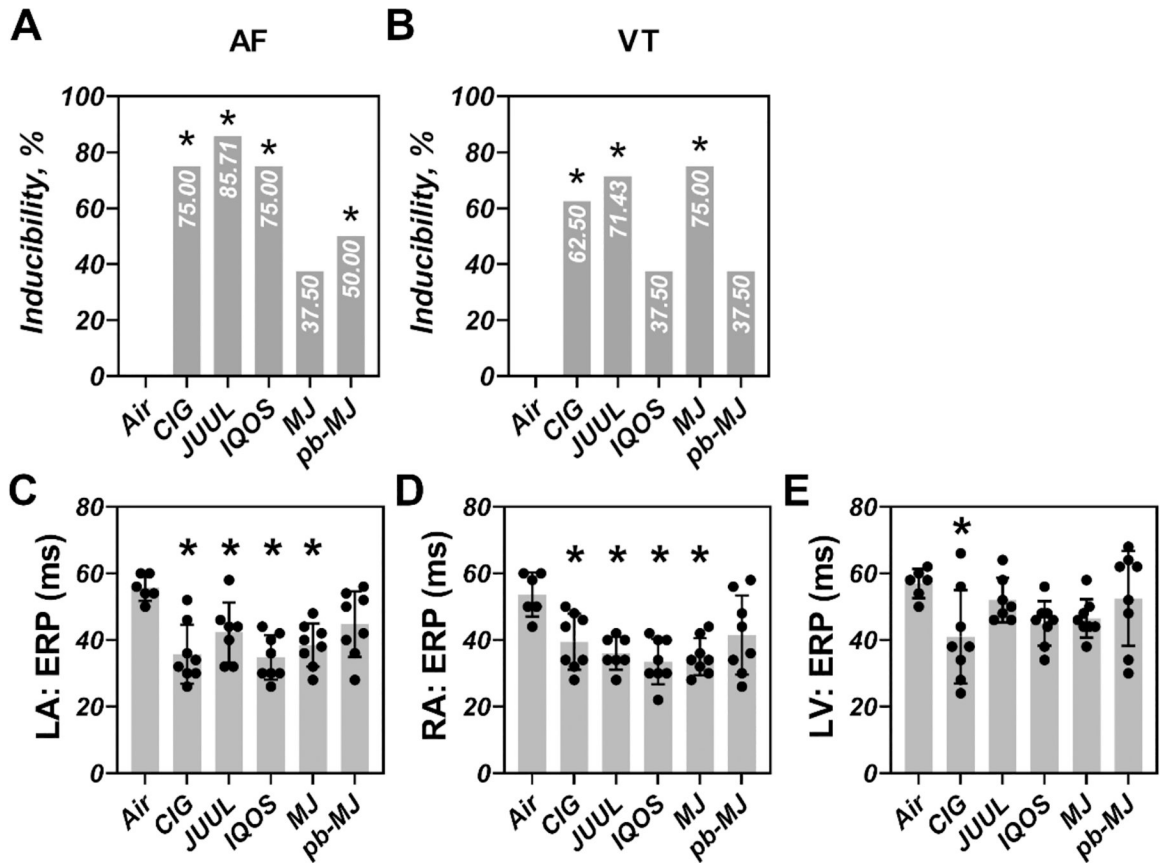 A
AF
Inducibility, %
100
80
60
40
20
0
*
*
*
*
75.00
85.71
75.00
37.50
50.00
Air
CIG
JUUL
IQOS
MJ
pb-MJ
B
VT
Inducibility, %
100
80
60
40
20
0
*
*
*
62.50
71.43
37.50
75.00
37.50
Air
CIG
JUUL
IQOS
MJ
pb-MJ
C
LA: ERP (ms)
80
60
40
20
0
* * * *
Air
CIG
JUUL
IQOS
MJ
pb-MJ
D
RA: ERP (ms)
80
60
40
20
0
* * * *
Air
CIG
JUUL
IQOS
MJ
pb-MJ
E
LV: ERP (ms)
80
60
40
20
0
*
Air
CIG
JUUL
IQOS
MJ
pb-MJ